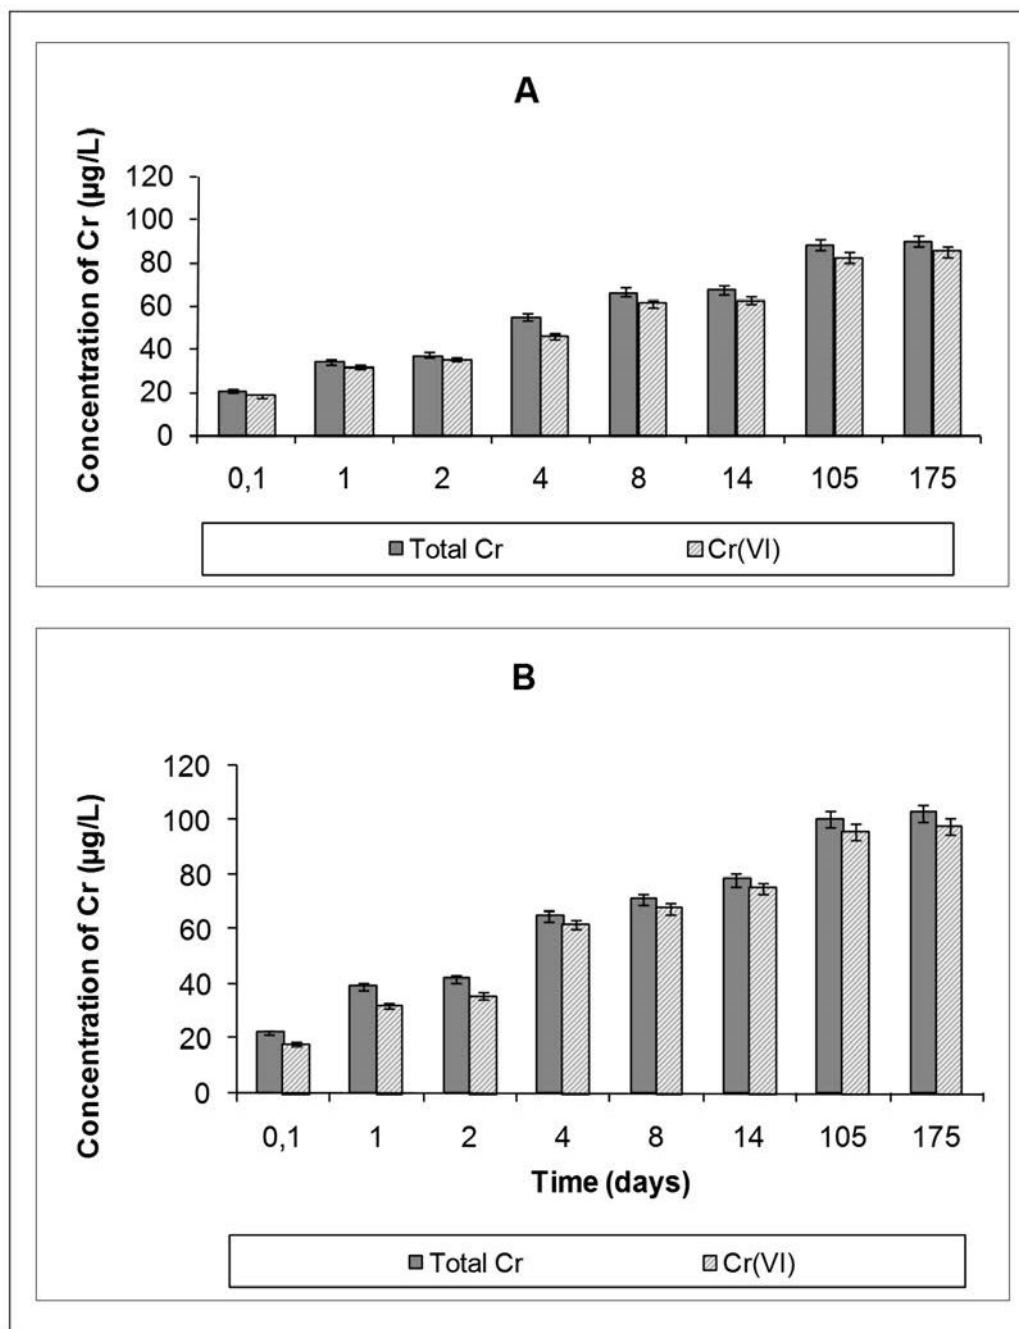 A
Concentration of Cr (µg/L)
120
100
80
60
40
20
0
0,1 1 2 4 8 14 105 175
Total Cr Cr(VI)
B
Concentration of Cr (µg/L)
120
100
80
60
40
20
0
0,1 1 2 4 8 14 105 175
Time (days)
Total Cr Cr(VI)